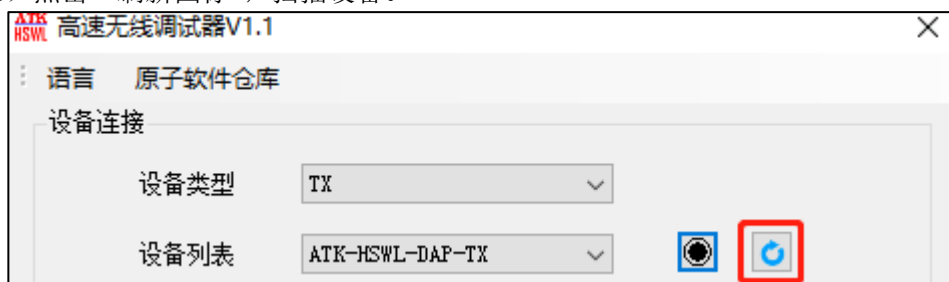 ATK
HSWL 高速无线调试器V1.1
语言 原子软件仓库
设备连接
设备类型 TX
设备列表 ATK-HSWL-DAP-TX